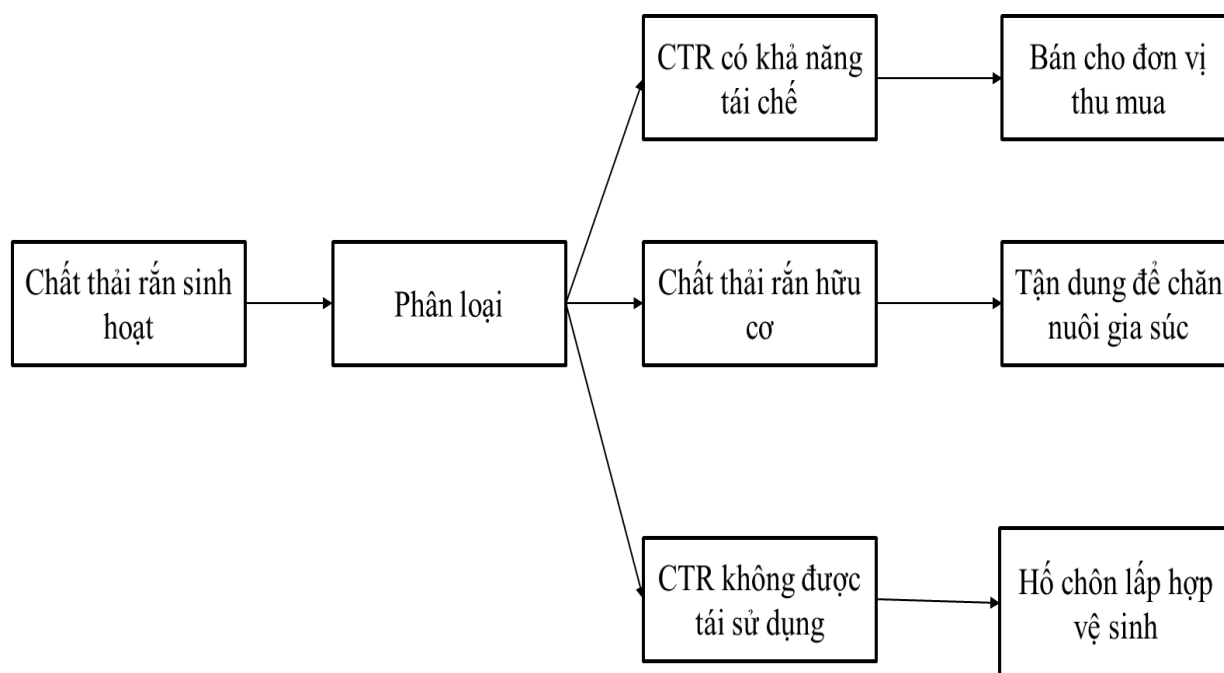 CTR có khả năng
tái chế
Bán cho đơn vị
thu mua
Chất thải rắn sinh
hoạt
Phân loại
Chất thải rắn hữu
cơ
Tận dung để chăn
nuôi gia súc
CTR không được
tái sử dụng
Hố chôn lấp hợp
vệ sinh